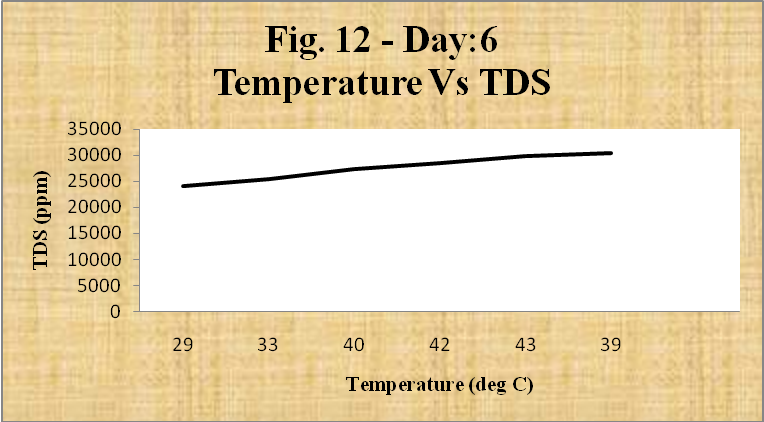 Fig. 12 - Day:6
Temperature Vs TDS
35000
30000
25000
20000
15000
10000
5000
0
TDS (ppm)
29 33 40 42 43 39
Temperature (deg C)